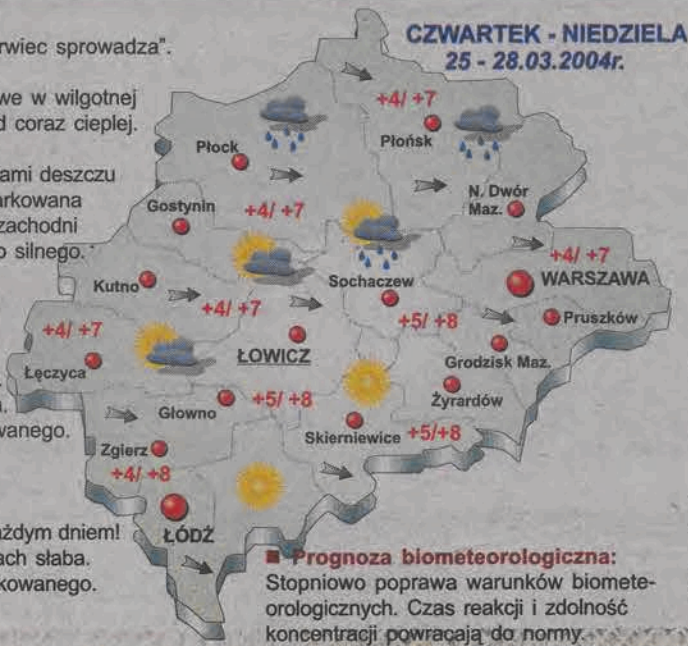 rwiec sprowadza".
we w wilgotnej
d coraz cieplej.
ami deszczu
arkowana
zachodni
o silnego.
wanego.
ażdym dniem!
ach słaba.
kowanego.
CZWARTEK - NIEDZIELA
25 - 28.03.2004r.
+4/ +7
Płońsk
Płock
N. Dwór
Maz.
Gostynin
+4/ +7
+4/ +7
WARSZAWA
Kutno
Sochaczew
+4/ +7
+5/ +8
Pruszków
+4/ +7
ŁOWICZ
Grodzisk Maz.
Łęczyca
Żyrardów
Głowno
+5/ +8
Skierniewice
+5/+8
Zgierz
+4/ +8
ŁÓDŹ
■ Prognoza biometeorologiczna:
Stopniowo poprawa warunków biomete-
orologicznych. Czas reakcji i zdolność
koncentracji powracają do normy.